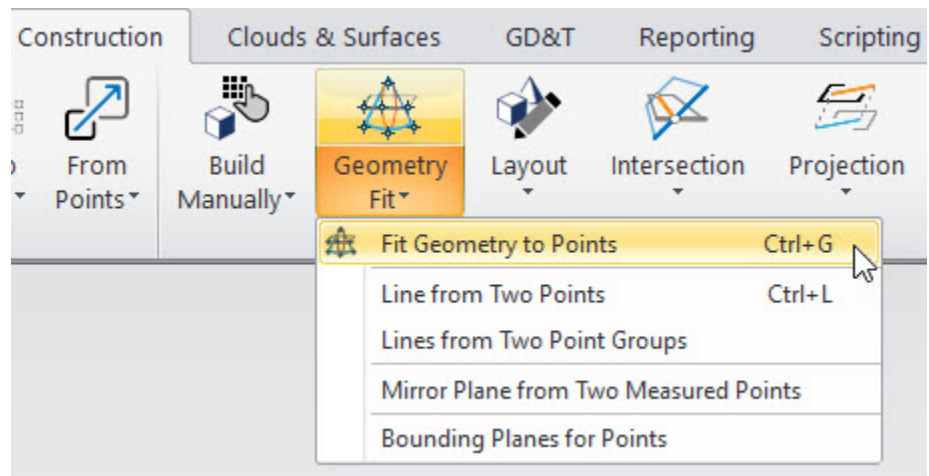 Construction
Clouds & Surfaces
GD&T
Reporting
Scripting
From
Points
Build
Manually
Geometry
Fit
Layout
Intersection
Projection
Fit Geometry to Points Ctrl+G
Line from Two Points Ctrl+L
Lines from Two Point Groups
Mirror Plane from Two Measured Points
Bounding Planes for Points